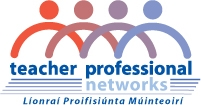 teacher professional
networks
Líonraí Proifisiúnta Múinteoirí